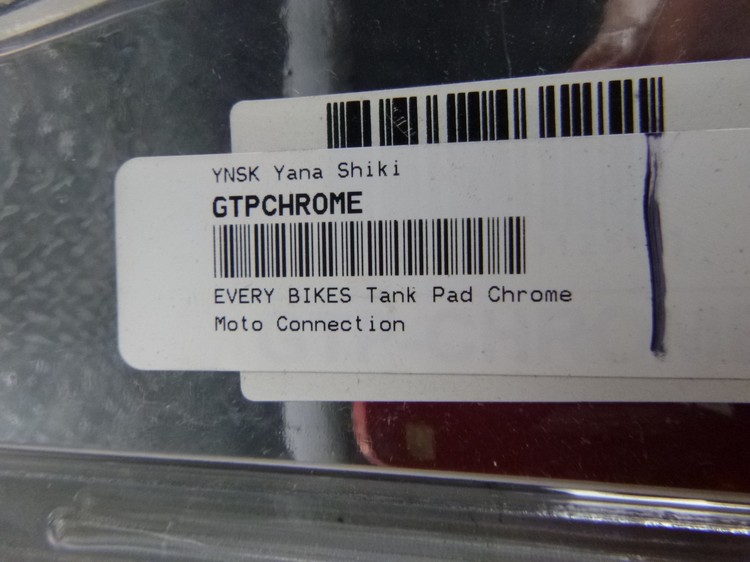 YNSK Yana Shiki
GTPCHROME
EVERY BIKES Tank Pad Chrome
Moto Connection